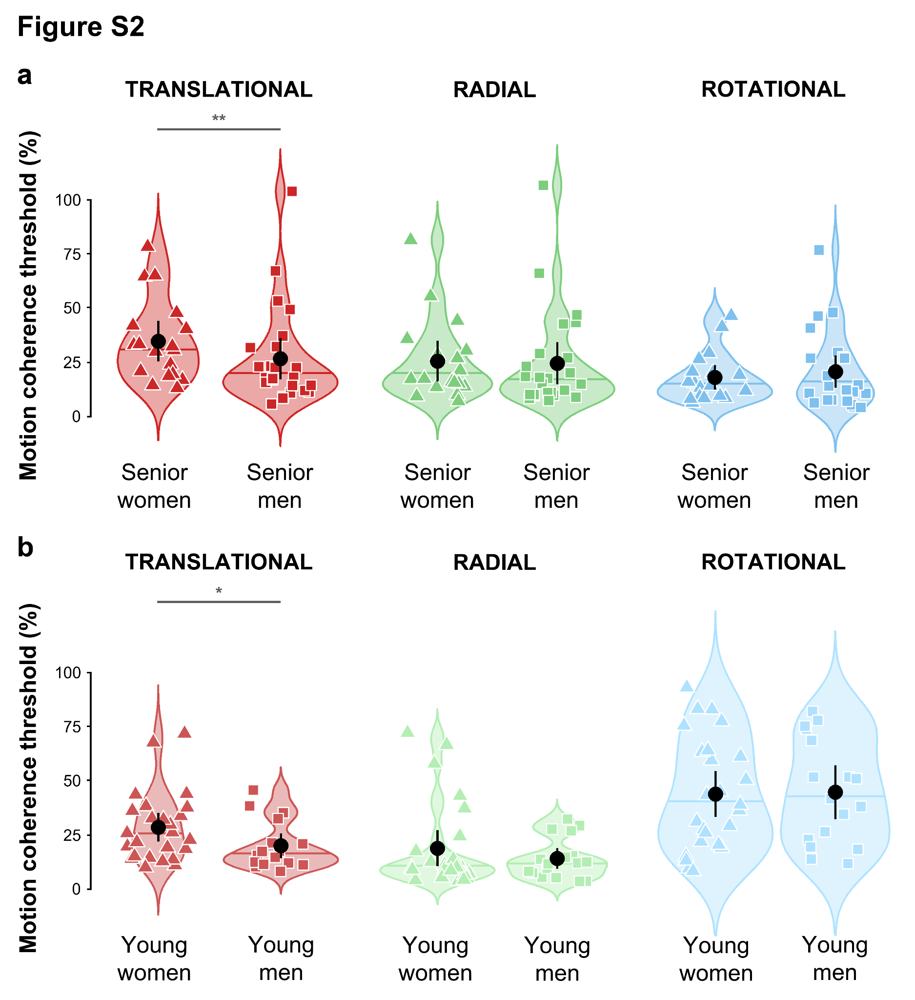 Figure S2
a
TRANSLATIONAL RADIAL ROTATIONAL
**
Motion coherence threshold (%)
100
75
50
25
0
Senior women Senior men Senior women Senior men Senior women Senior men
b
TRANSLATIONAL RADIAL ROTATIONAL
*
Motion coherence threshold (%)
100
75
50
25
0
Young women Young men Young women Young men Young women Young men